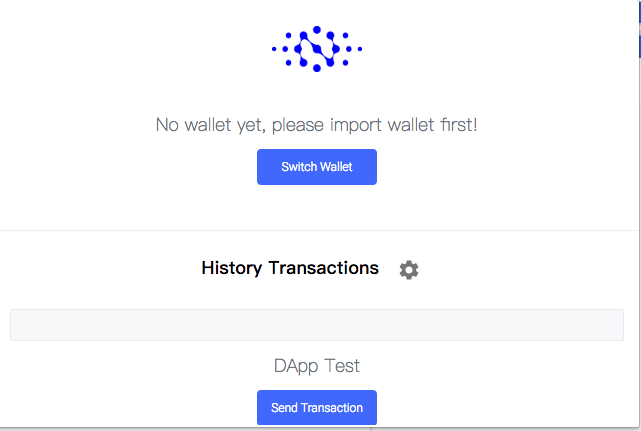 No wallet yet, please import wallet first!
Switch Wallet
History Transactions
DApp Test
Send Transaction